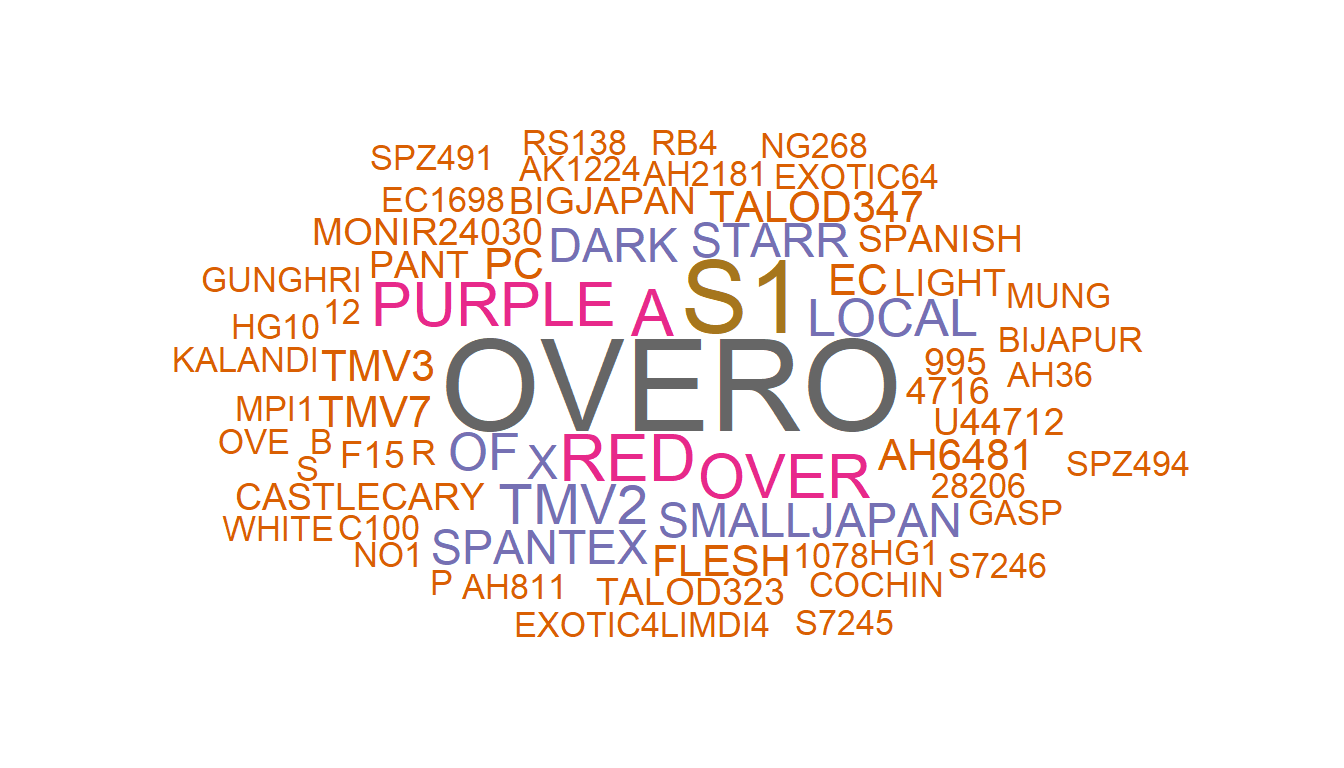 RS138 RB4 NG268
SPZ491
AK1224 AH2181 EXOTIC64
EC1698 BIGJAPAN TALOD347
MONIR24030 DARK STARR SPANISH
GUNGHRI PANT PC EC LIGHT MUNG
12 PURPLE A S1 LOCAL
HG10 BIJAPUR
KALANDI TMV3 OVERO 995 AH36
4716
MPI1 TMV7 U44712
OVE B F15 R OF x RED OVER AH6481 SPZ494
S
CASTLECARY TMV2 28206
WHITE C100 SMALLJAPAN GASP
NO1 SPANTEX FLESH 1078 HG1 S7246
P AH811 TALOD323 COCHIN
EXOTIC4 LIMDI4 S7245